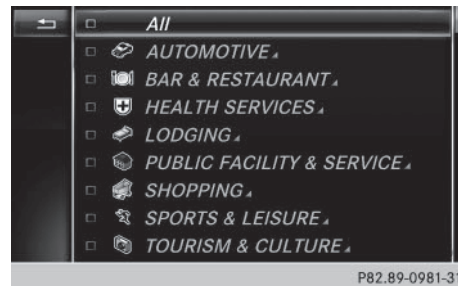 All
AUTOMOTIVE
BAR & RESTAURANT
HEALTH SERVICES
LODGING
PUBLIC FACILITY & SERVICE
SHOPPING
SPORTS & LEISURE
TOURISM & CULTURE
P82.89-0981-31